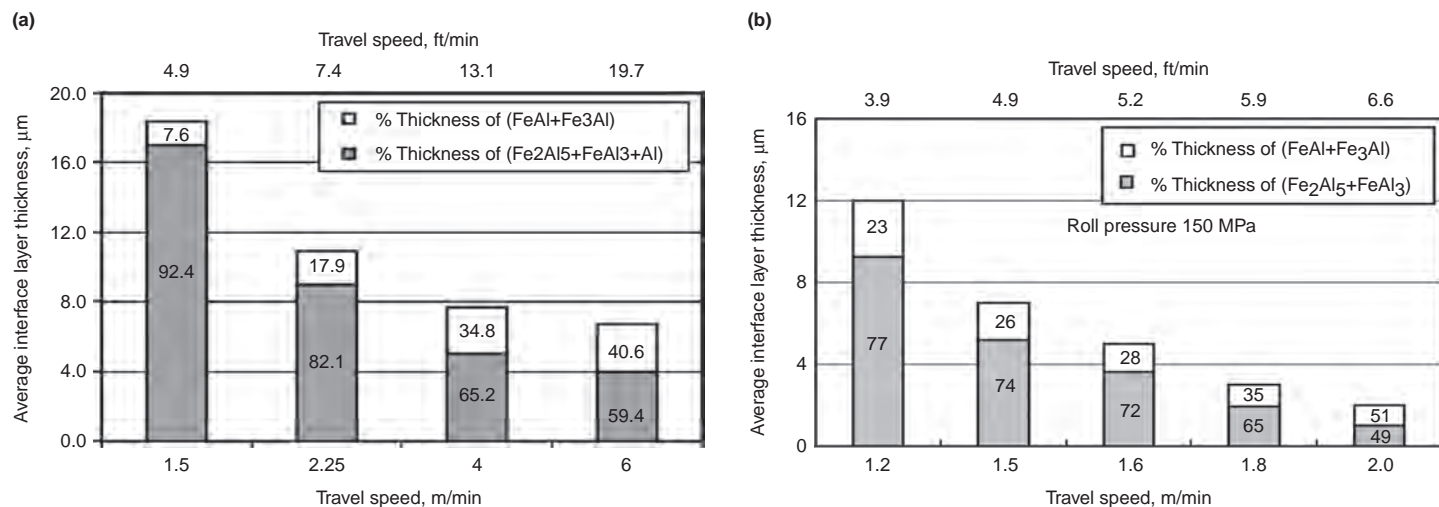 (a)
Travel speed, ft/min
4.9 7.4 13.1 19.7
Average interface layer thickness, μm
20.0
16.0
12.0
8.0
4.0
0.0
% Thickness of (FeAl+Fe3Al)
% Thickness of (Fe2Al5+FeAl3+Al)
7.6
92.4
17.9
82.1
34.8
65.2
40.6
59.4
1.5 2.25 4 6
Travel speed, m/min
(b)
Travel speed, ft/min
3.9 4.9 5.2 5.9 6.6
Average interface layer thickness, μm
16
12
8
4
0
% Thickness of (FeAl+Fe₃Al)
% Thickness of (Fe₂Al₅+FeAl₃)
Roll pressure 150 MPa
23
77
26
74
28
72
35
65
51
49
1.2 1.5 1.6 1.8 2.0
Travel speed, m/min